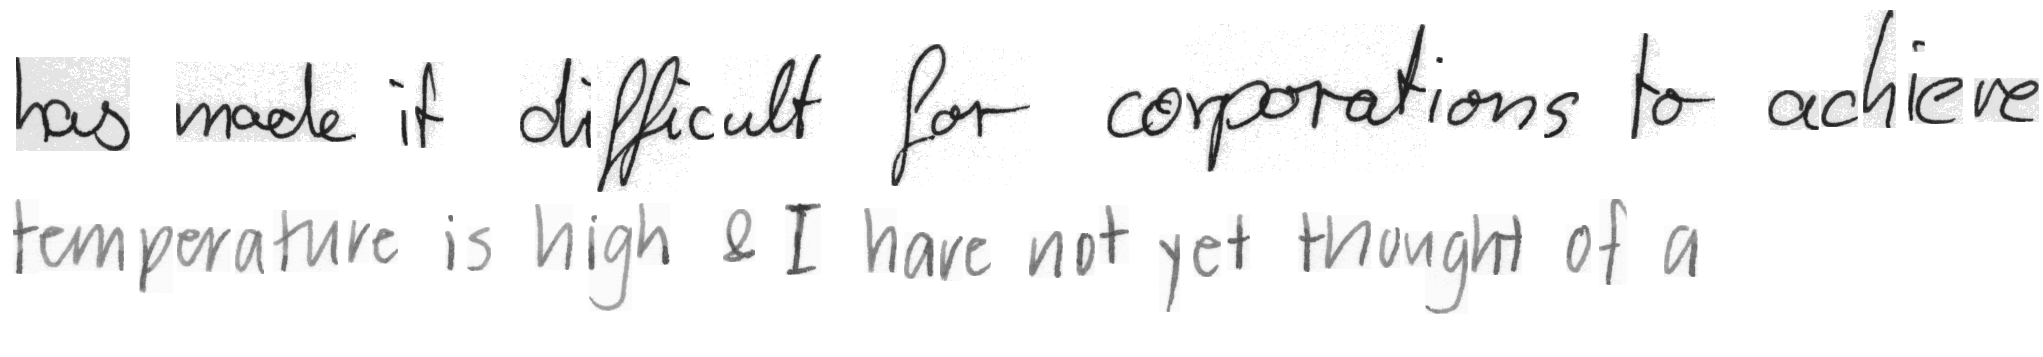 has made it difficult for corporations to achieve
temperature is high & I have not yet thought of a